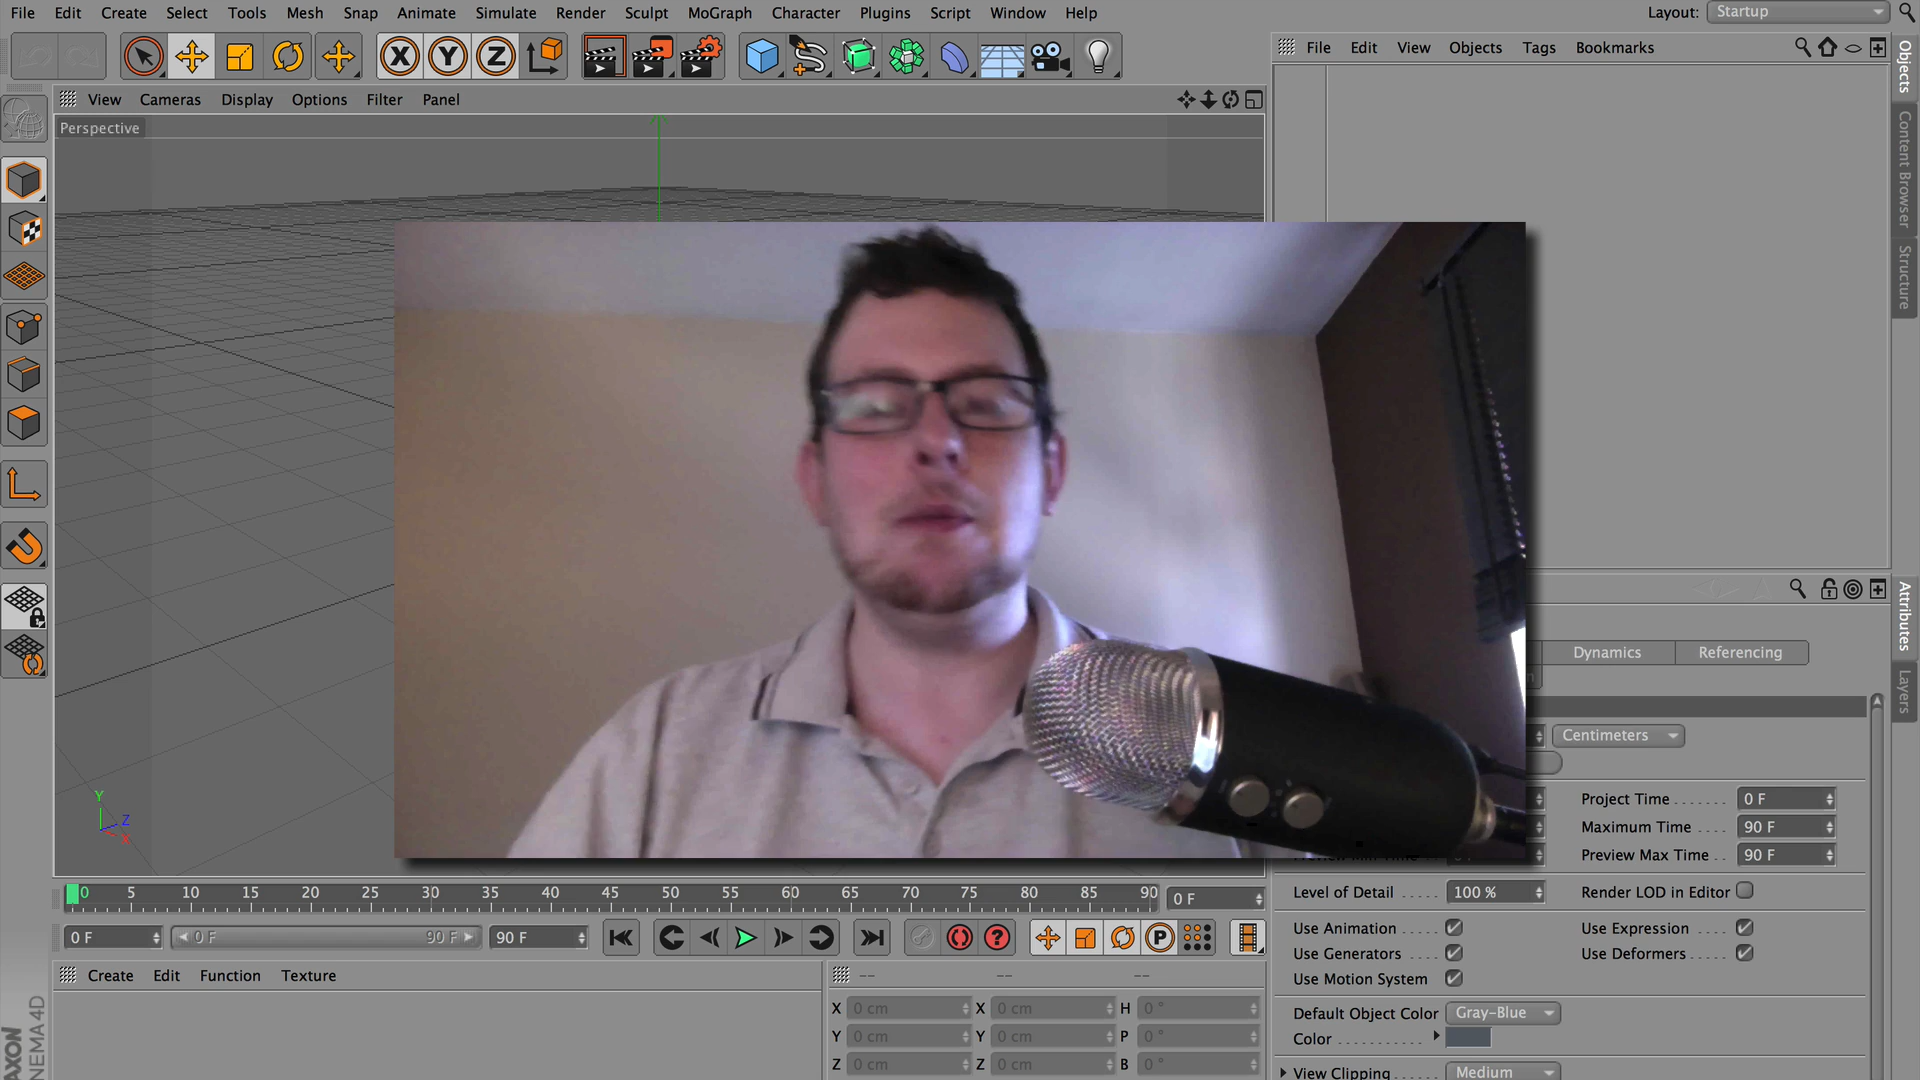 File Edit Create Select Tools Mesh Snap Animate Simulate Render Sculpt MoGraph Character Plugins Script Window Help
Layout: Startup
X Y Z
File Edit View Objects Tags Bookmarks
Objects
Content Browser
Structure
View Cameras Display Options Filter Panel
Perspective
Y
Z
X
Attributes
Layers
Dynamics Referencing
Centimeters
Project Time 0 F
Maximum Time 90 F
Preview Max Time 90 F
Level of Detail 100 % Render LOD in Editor
Use Animation Use Expression
Use Generators Use Deformers
Use Motion System
Default Object Color Gray-Blue
Color
View Clipping Medium
0 5 10 15 20 25 30 35 40 45 50 55 60 65 70 75 80 85 90 0 F
0 F 0 F 90 F 90 F
P
Create Edit Function Texture
-- -- --
X 0 cm X 0 cm H 0 °
Y 0 cm Y 0 cm P 0 °
Z 0 cm Z 0 cm B 0 °